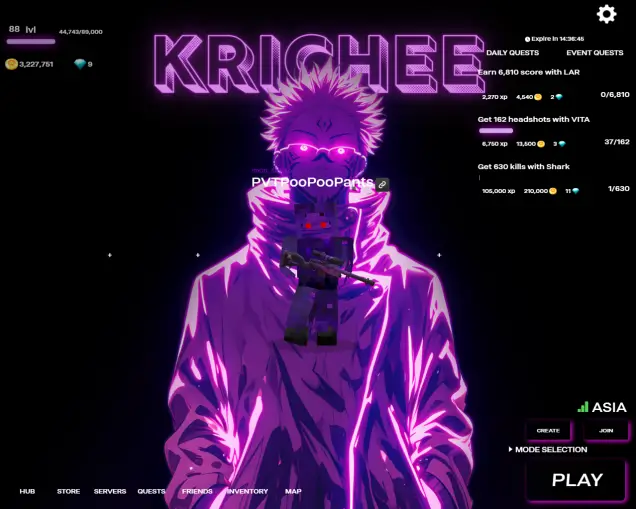 88 lvl 44,743/89,000
3,227,751 9
KRICHEE
Expire in 14:36:45
DAILY QUESTS EVENT QUESTS
Earn 6,810 score with LAR
2,270 xp 4,540 2 0/6,810
Get 162 headshots with VITA
6,750 xp 13,500 3 37/162
Get 630 kills with Shark
105,000 xp 210,000 11 1/630
PVTPooPooPants
ASIA
CREATE JOIN
MODE SELECTION
PLAY
HUB STORE SERVERS QUESTS FRIENDS INVENTORY MAP